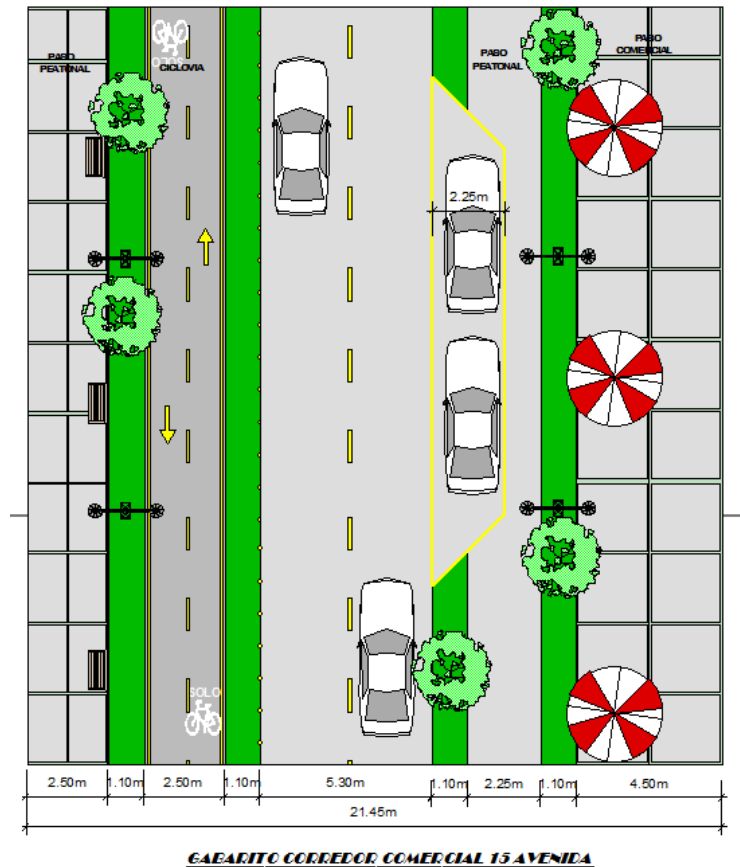 SOLO
PASO
PEATONAL
CICLOVIA
PASO
PEATONAL
PASO
COMERCIAL
2.25m
SOLO
2.50m 1.10m 2.50m 1.10m 5.30m 1.10m 2.25m 1.10m 4.50m
21.45m
GABARITO CORREDOR COMERCIAL 15 AVENIDA